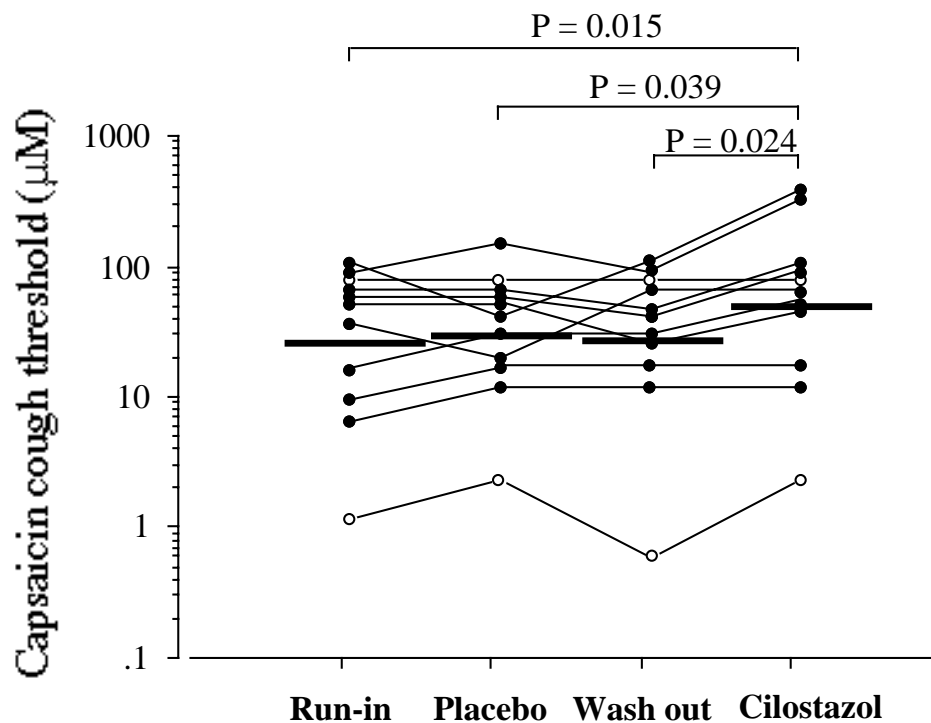 P = 0.015
P = 0.039
P = 0.024
Capsaicin cough threshold (μM)
1000
100
10
1
.1
Run-in Placebo Wash out Cilostazol